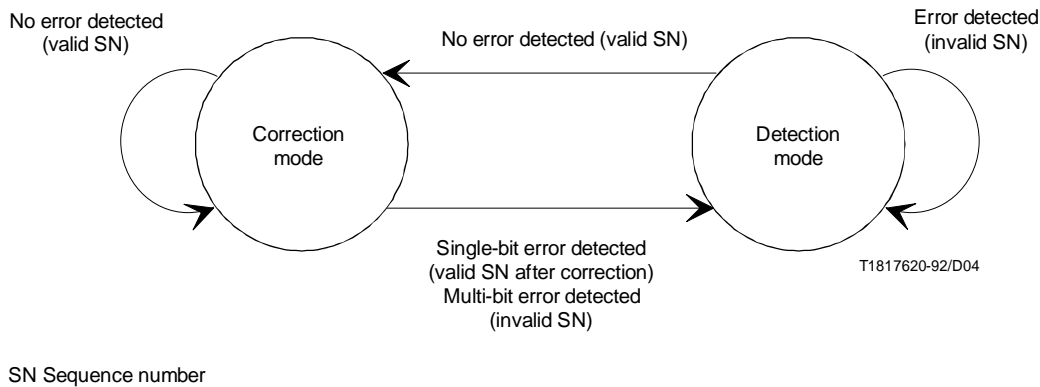 No error detected
(valid SN)
No error detected (valid SN)
Error detected
(invalid SN)
Correction
mode
Detection
mode
Single-bit error detected
(valid SN after correction)
Multi-bit error detected
(invalid SN)
T1817620-92/D04
SN Sequence number